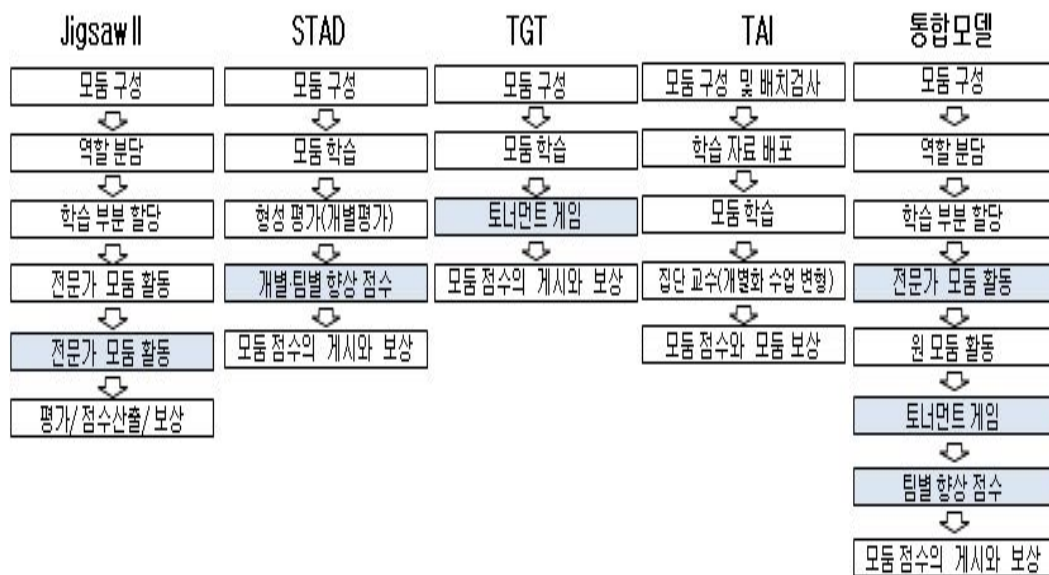 JigsawⅡ
모둠 구성
역할 분담
학습 부분 할당
전문가 모둠 활동
전문가 모둠 활동
평가/점수산출/보상
STAD
모둠 구성
모둠 학습
형성 평가(개별평가)
개별·팀별 향상 점수
모둠 점수의 게시와 보상
TGT
모둠 구성
모둠 학습
토너먼트 게임
모둠 점수의 게시와 보상
TAI
모둠 구성 및 배치검사
학습 자료 배포
모둠 학습
집단 교수(개별화 수업 변형)
모둠 점수와 모둠 보상
통합모델
모둠 구성
역할 분담
학습 부분 할당
전문가 모둠 활동
원 모둠 활동
토너먼트 게임
팀별 향상 점수
모둠 점수의 게시와 보상